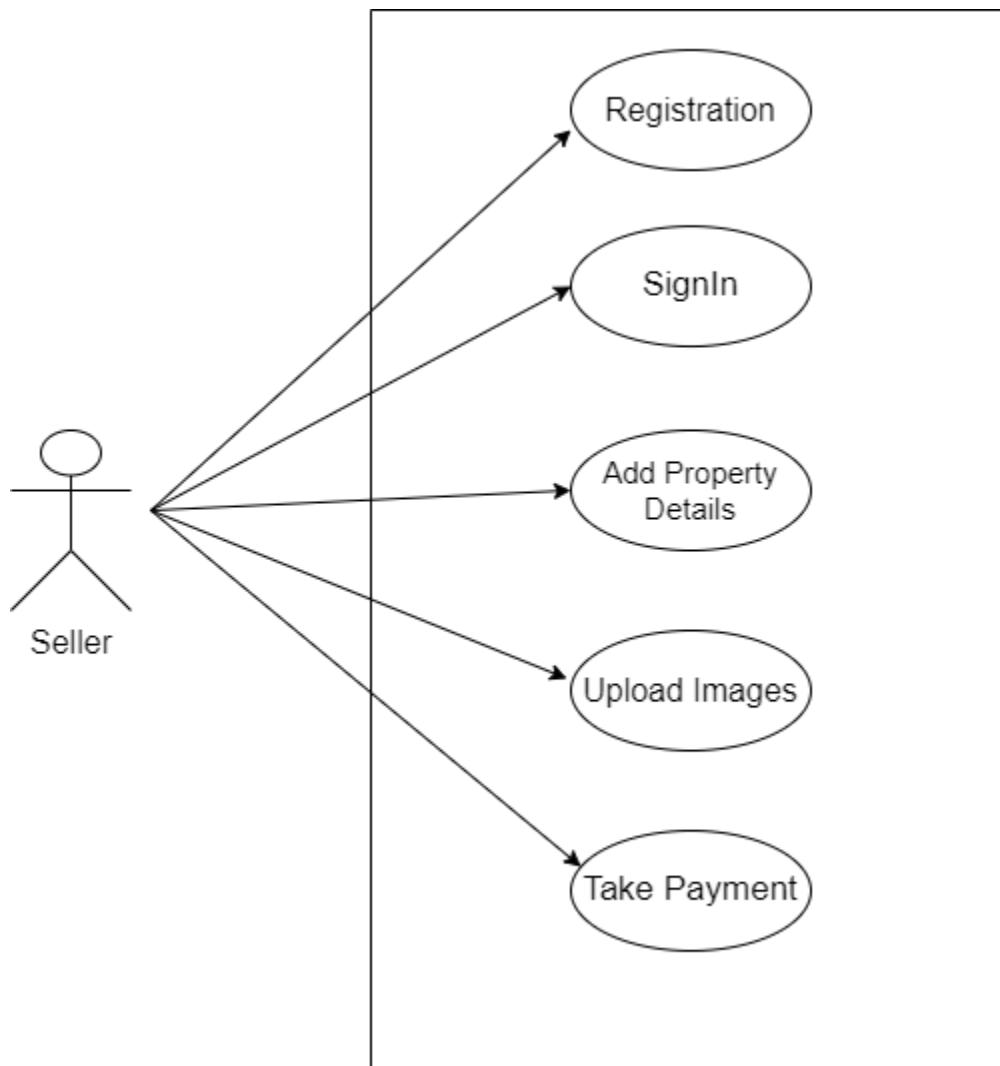 Registration
SignIn
Add Property
Details
Seller
Upload Images
Take Payment